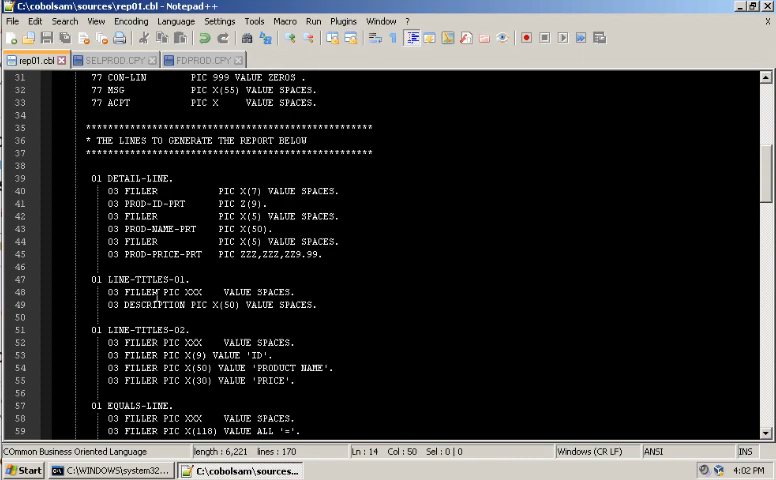 C:\cobolsam\sources\rep01.cbl - Notepad++
File Edit Search View Encoding Language Settings Tools Macro Run Plugins Window ?
rep01.cbl SELPROD.CPY FDPROD.CPY
31 77 CON-LIN PIC 999 VALUE ZEROS .
32 77 MSG PIC X(55) VALUE SPACES.
33 77 ACPT PIC X VALUE SPACES.
34
35 ****************************************************
36 * THE LINES TO GENERATE THE REPORT BELOW
37 ****************************************************
38
39 01 DETAIL-LINE.
40 03 FILLER PIC X(7) VALUE SPACES.
41 03 PROD-ID-PRT PIC Z(9).
42 03 FILLER PIC X(5) VALUE SPACES.
43 03 PROD-NAME-PRT PIC X(50).
44 03 FILLER PIC X(5) VALUE SPACES.
45 03 PROD-PRICE-PRT PIC ZZZ,ZZZ,ZZ9.99.
46
47 01 LINE-TITLES-01.
48 03 FILLER PIC XXX VALUE SPACES.
49 03 DESCRIPTION PIC X(50) VALUE SPACES.
50
51 01 LINE-TITLES-02.
52 03 FILLER PIC XXX VALUE SPACES.
53 03 FILLER PIC X(9) VALUE 'ID'.
54 03 FILLER PIC X(50) VALUE 'PRODUCT NAME'.
55 03 FILLER PIC X(30) VALUE 'PRICE'.
56
57 01 EQUALS-LINE.
58 03 FILLER PIC XXX VALUE SPACES.
59 03 FILLER PIC X(118) VALUE ALL '='.
COmmon Business Oriented Language length : 6,221 lines : 170 Ln : 14 Col : 50 Sel : 0 | 0 Windows (CR LF) ANSI INS
Start C:\WINDOWS\system32... C:\cobolsam\sources... 4:02 PM